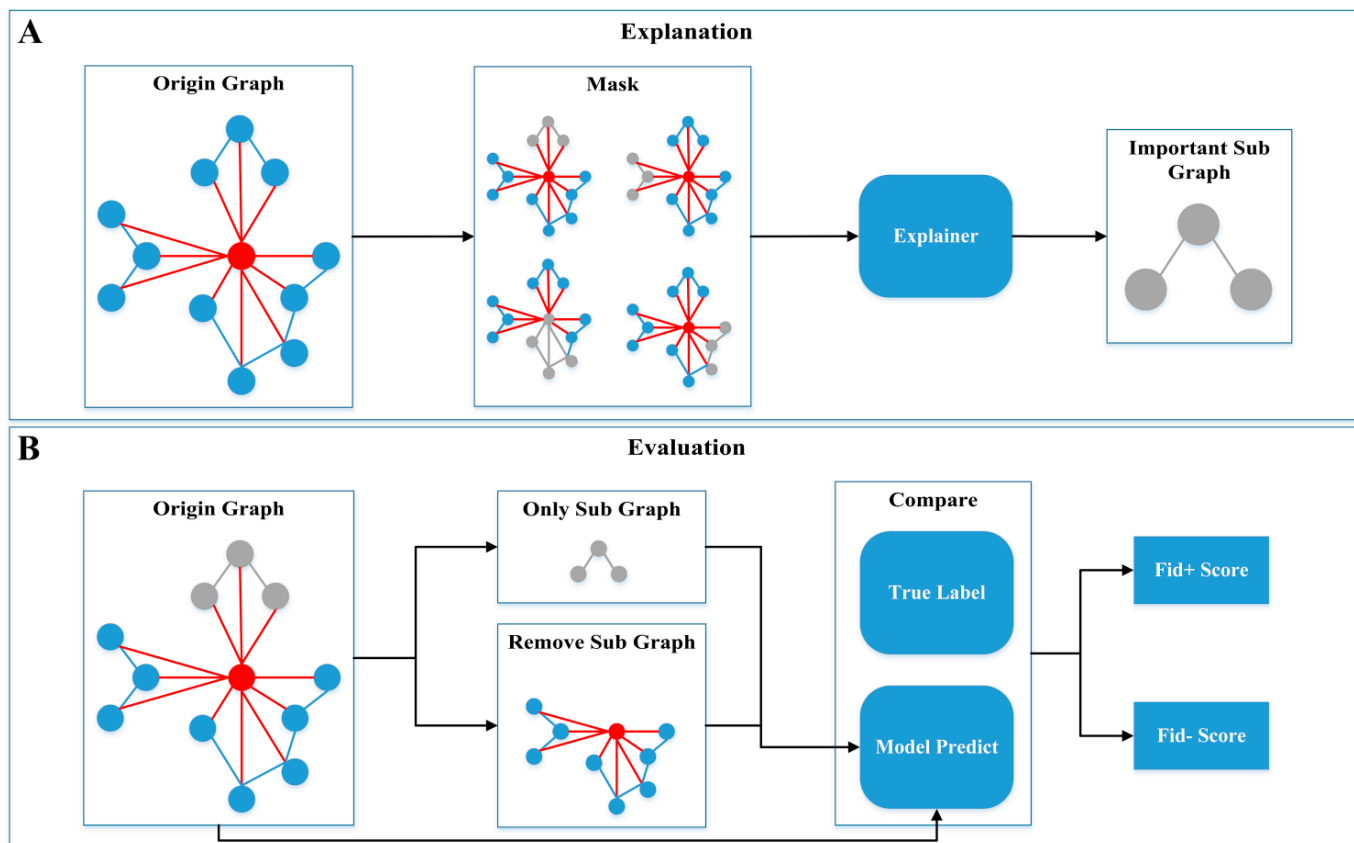 A
Explanation
Origin Graph
Mask
Explainer
Important Sub
Graph
B
Evaluation
Origin Graph
Only Sub Graph
Remove Sub Graph
Compare
True Label
Model Predict
Fid+ Score
Fid- Score